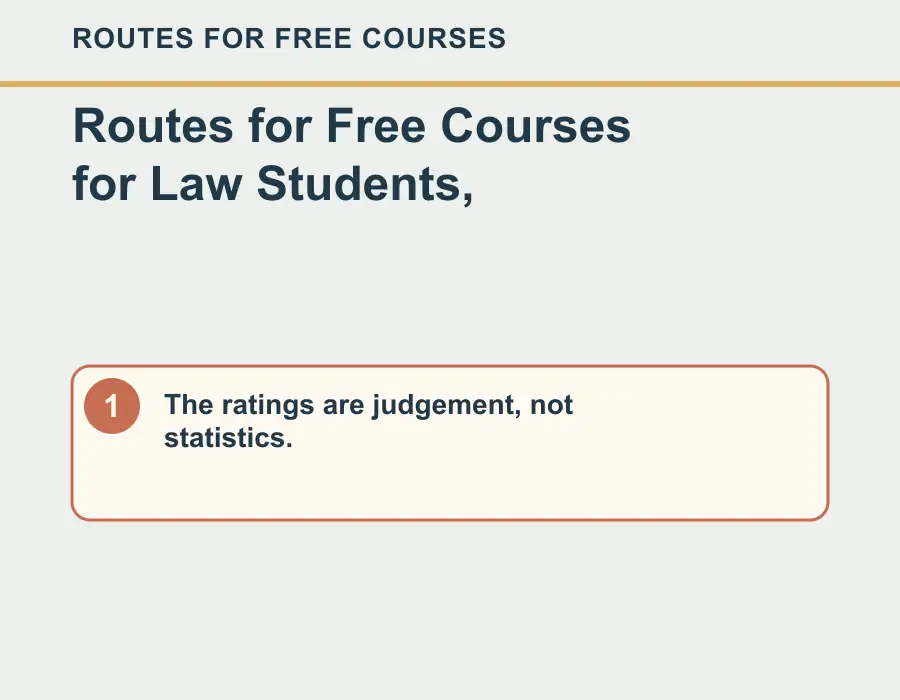 ROUTES FOR FREE COURSES
Routes for Free Courses
for Law Students,
1
The ratings are judgement, not
statistics.